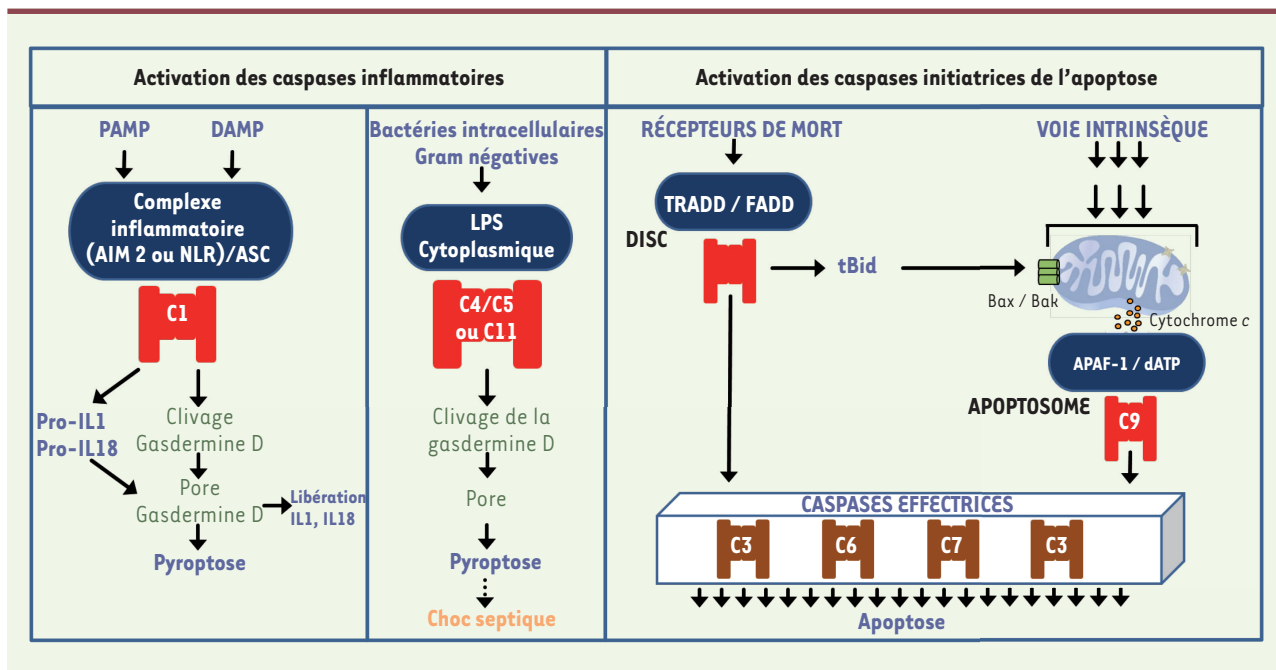 Activation des caspases inflammatoires
PAMP
DAMP
Complexe
inflammatoire
(AIM 2 ou NLR)/ASC
C1
Pro-IL1
Pro-IL18
Clivage
Gasdermine D
Pore
Gasdermine D
Libération
IL1, IL18
Pyroptose
Bactéries intracellulaires
Gram négatives
LPS
Cytoplasmique
C4/C5
ou C11
Clivage de la
gasdermine D
Pore
Pyroptose
Choc septique
Activation des caspases initiatrices de l’apoptose
RÉCEPTEURS DE MORT
TRADD / FADD
DISC
tBid
VOIE INTRINSÈQUE
Bax / Bak
Cytochrome c
APAF-1 / dATP
APOPTOSOME
C9
CASPASES EFFECTRICES
C3
C6
C7
C3
Apoptose